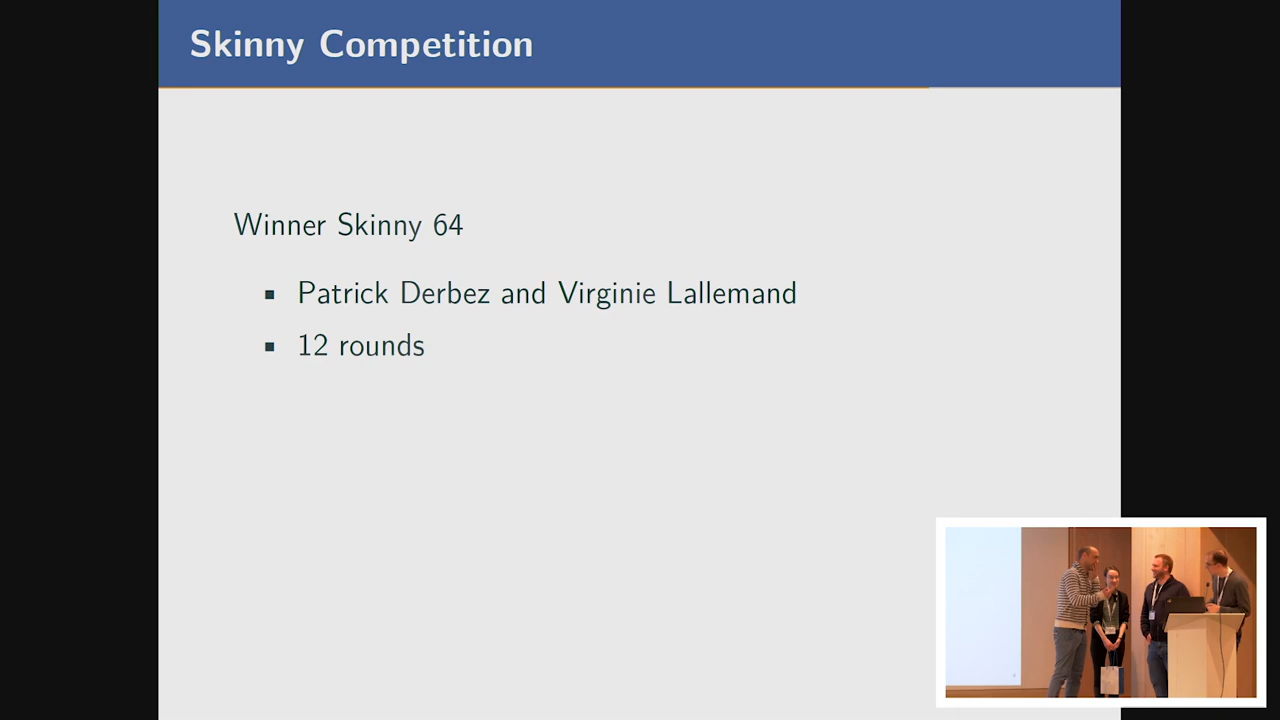 Skinny Competition
Winner Skinny 64
Patrick Derbez and Virginie Lallemand
12 rounds